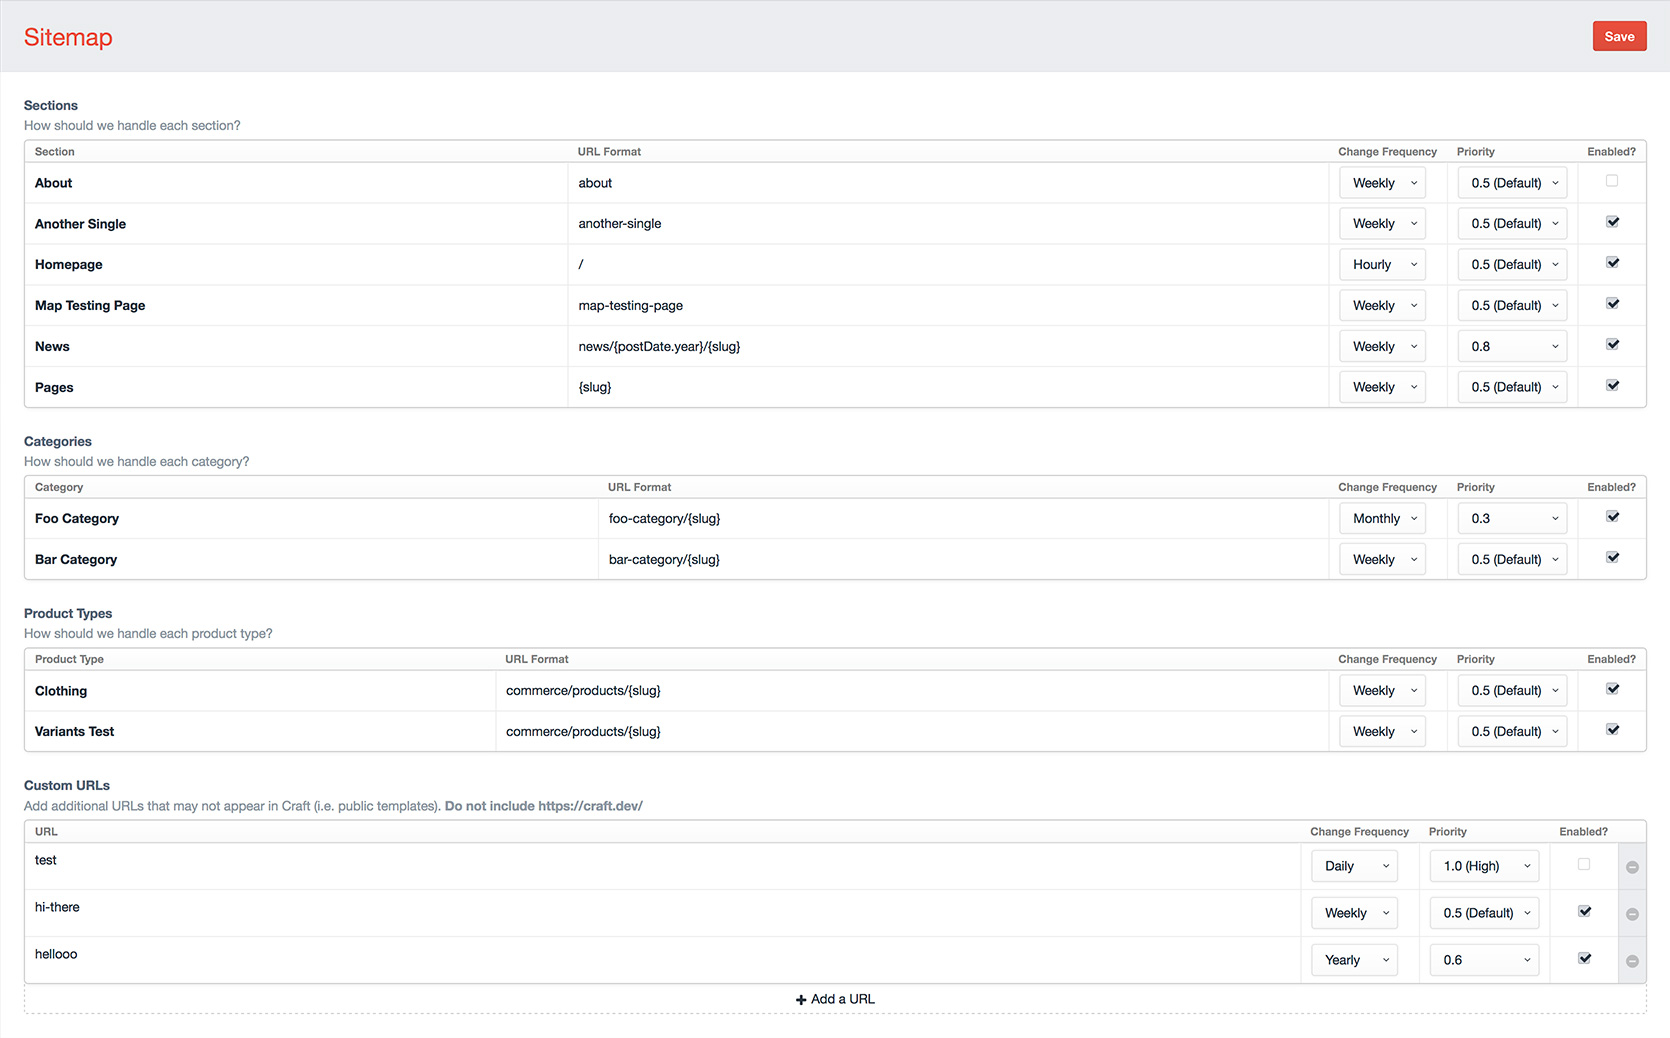 Sitemap
Save
Sections
How should we handle each section?
Section URL Format Change Frequency Priority Enabled?
About about Weekly 0.5 (Default)
Another Single another-single Weekly 0.5 (Default)
Homepage / Hourly 0.5 (Default)
Map Testing Page map-testing-page Weekly 0.5 (Default)
News news/{postDate.year}/{slug} Weekly 0.8
Pages {slug} Weekly 0.5 (Default)
Categories
How should we handle each category?
Category URL Format Change Frequency Priority Enabled?
Foo Category foo-category/{slug} Monthly 0.3
Bar Category bar-category/{slug} Weekly 0.5 (Default)
Product Types
How should we handle each product type?
Product Type URL Format Change Frequency Priority Enabled?
Clothing commerce/products/{slug} Weekly 0.5 (Default)
Variants Test commerce/products/{slug} Weekly 0.5 (Default)
Custom URLs
Add additional URLs that may not appear in Craft (i.e. public templates). Do not include https://craft.dev/
URL Change Frequency Priority Enabled?
test Daily 1.0 (High)
hi-there Weekly 0.5 (Default)
hellooo Yearly 0.6
+ Add a URL